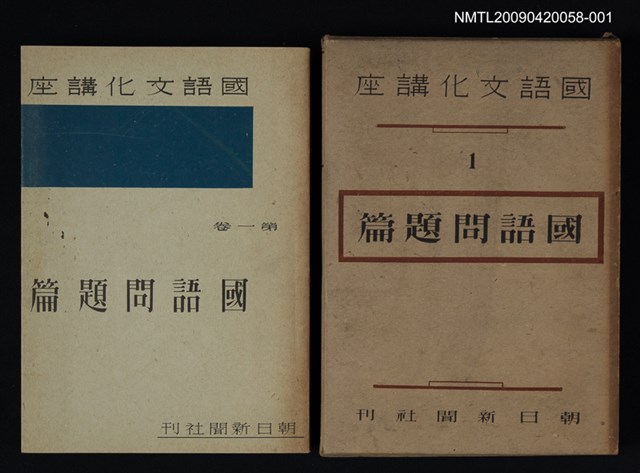 NMTL20090420058-001
國語文化講座
第一卷
國語問題篇
朝日新聞社刊
國語文化講座
1
國語問題篇
朝日新聞社刊